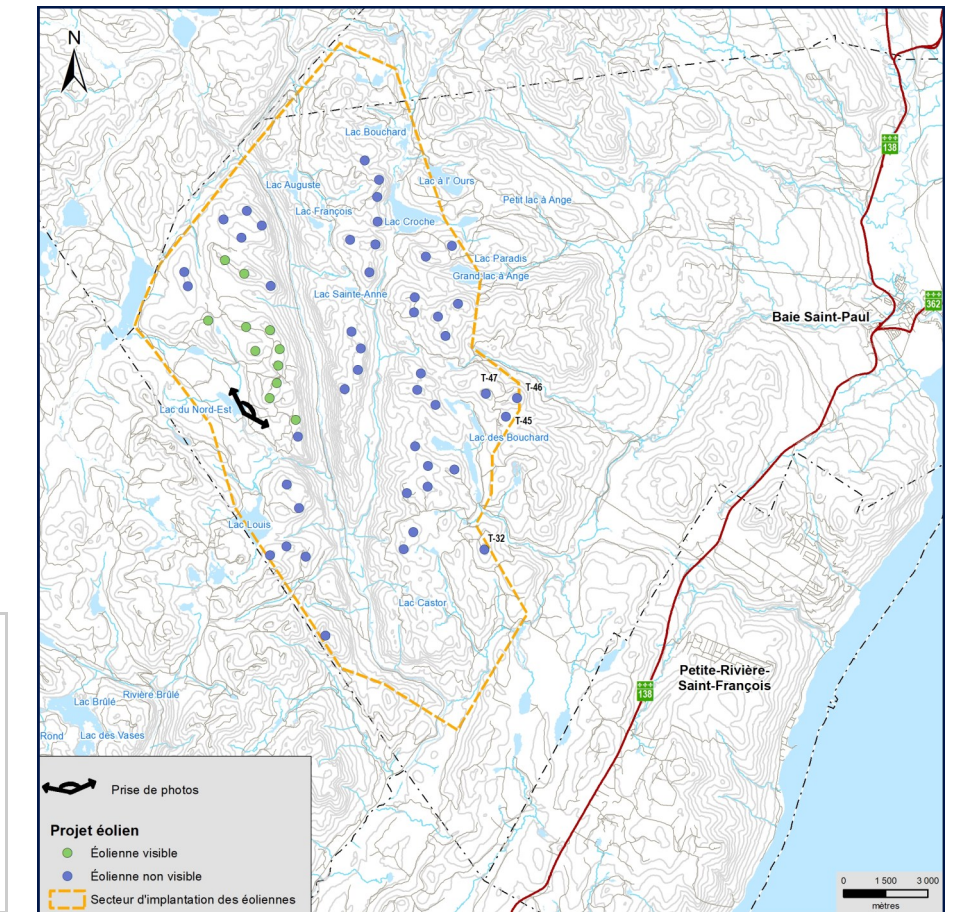 N
138
Lac Bouchard
Lac Auguste
Lac à l' Ours
Petit lac à Ange
Lac François
Lac Croche
Lac Paradis
Grand lac à Ange
Lac Sainte-Anne
362
Baie Saint-Paul
T-47
T-46
Lac du Nord-Est
T-45
Lac des Bouchard
Lac Louis
T-32
Lac Castor
Petite-Rivière-
Saint-François
138
Rivière Brûlé
Lac Brûlé
Rond
Lac des Vases
Prise de photos
Projet éolien
Éolienne visible
Éolienne non visible
Secteur d'implantation des éoliennes
0 1 500 3 000
mètres